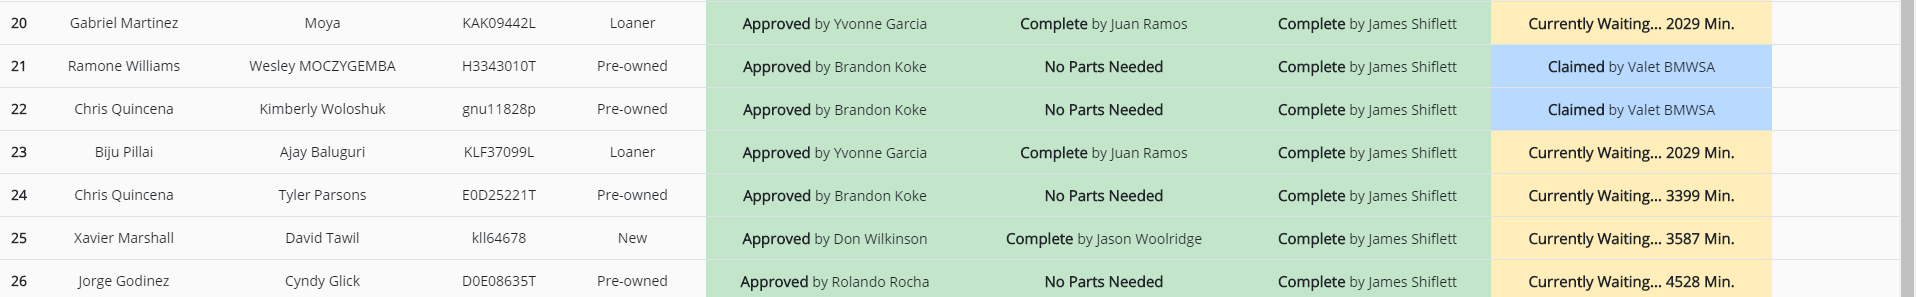 20 Gabriel Martinez Moya KAK09442L Loaner Approved by Yvonne Garcia Complete by Juan Ramos Complete by James Shiflett Currently Waiting... 2029 Min.
21 Ramone Williams Wesley MOCZYGEMBA H3343010T Pre-owned Approved by Brandon Koke No Parts Needed Complete by James Shiflett Claimed by Valet BMWSA
22 Chris Quincena Kimberly Woloshuk gnu11828p Pre-owned Approved by Brandon Koke No Parts Needed Complete by James Shiflett Claimed by Valet BMWSA
23 Biju Pillai Ajay Baluguri KLF37099L Loaner Approved by Yvonne Garcia Complete by Juan Ramos Complete by James Shiflett Currently Waiting... 2029 Min.
24 Chris Quincena Tyler Parsons E0D25221T Pre-owned Approved by Brandon Koke No Parts Needed Complete by James Shiflett Currently Waiting... 3399 Min.
25 Xavier Marshall David Tawil kll64678 New Approved by Don Wilkinson Complete by Jason Woolridge Complete by James Shiflett Currently Waiting... 3587 Min.
26 Jorge Godinez Cyndy Glick D0E08635T Pre-owned Approved by Rolando Rocha No Parts Needed Complete by James Shiflett Currently Waiting... 4528 Min.